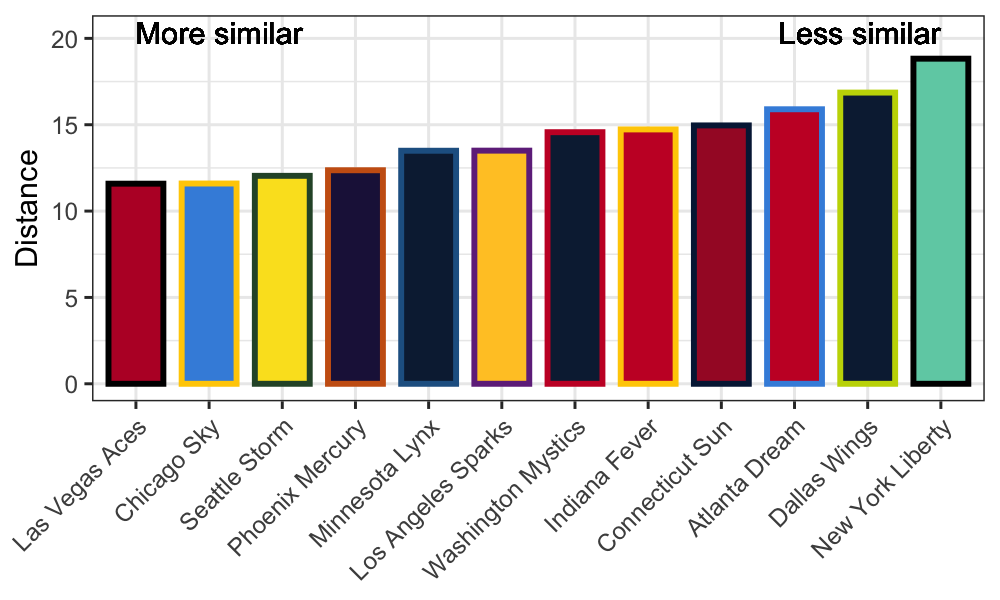 More similar
Less similar
Distance
20
15
10
5
0
Las Vegas Aces
Chicago Sky
Seattle Storm
Phoenix Mercury
Minnesota Lynx
Los Angeles Sparks
Washington Mystics
Indiana Fever
Connecticut Sun
Atlanta Dream
Dallas Wings
New York Liberty